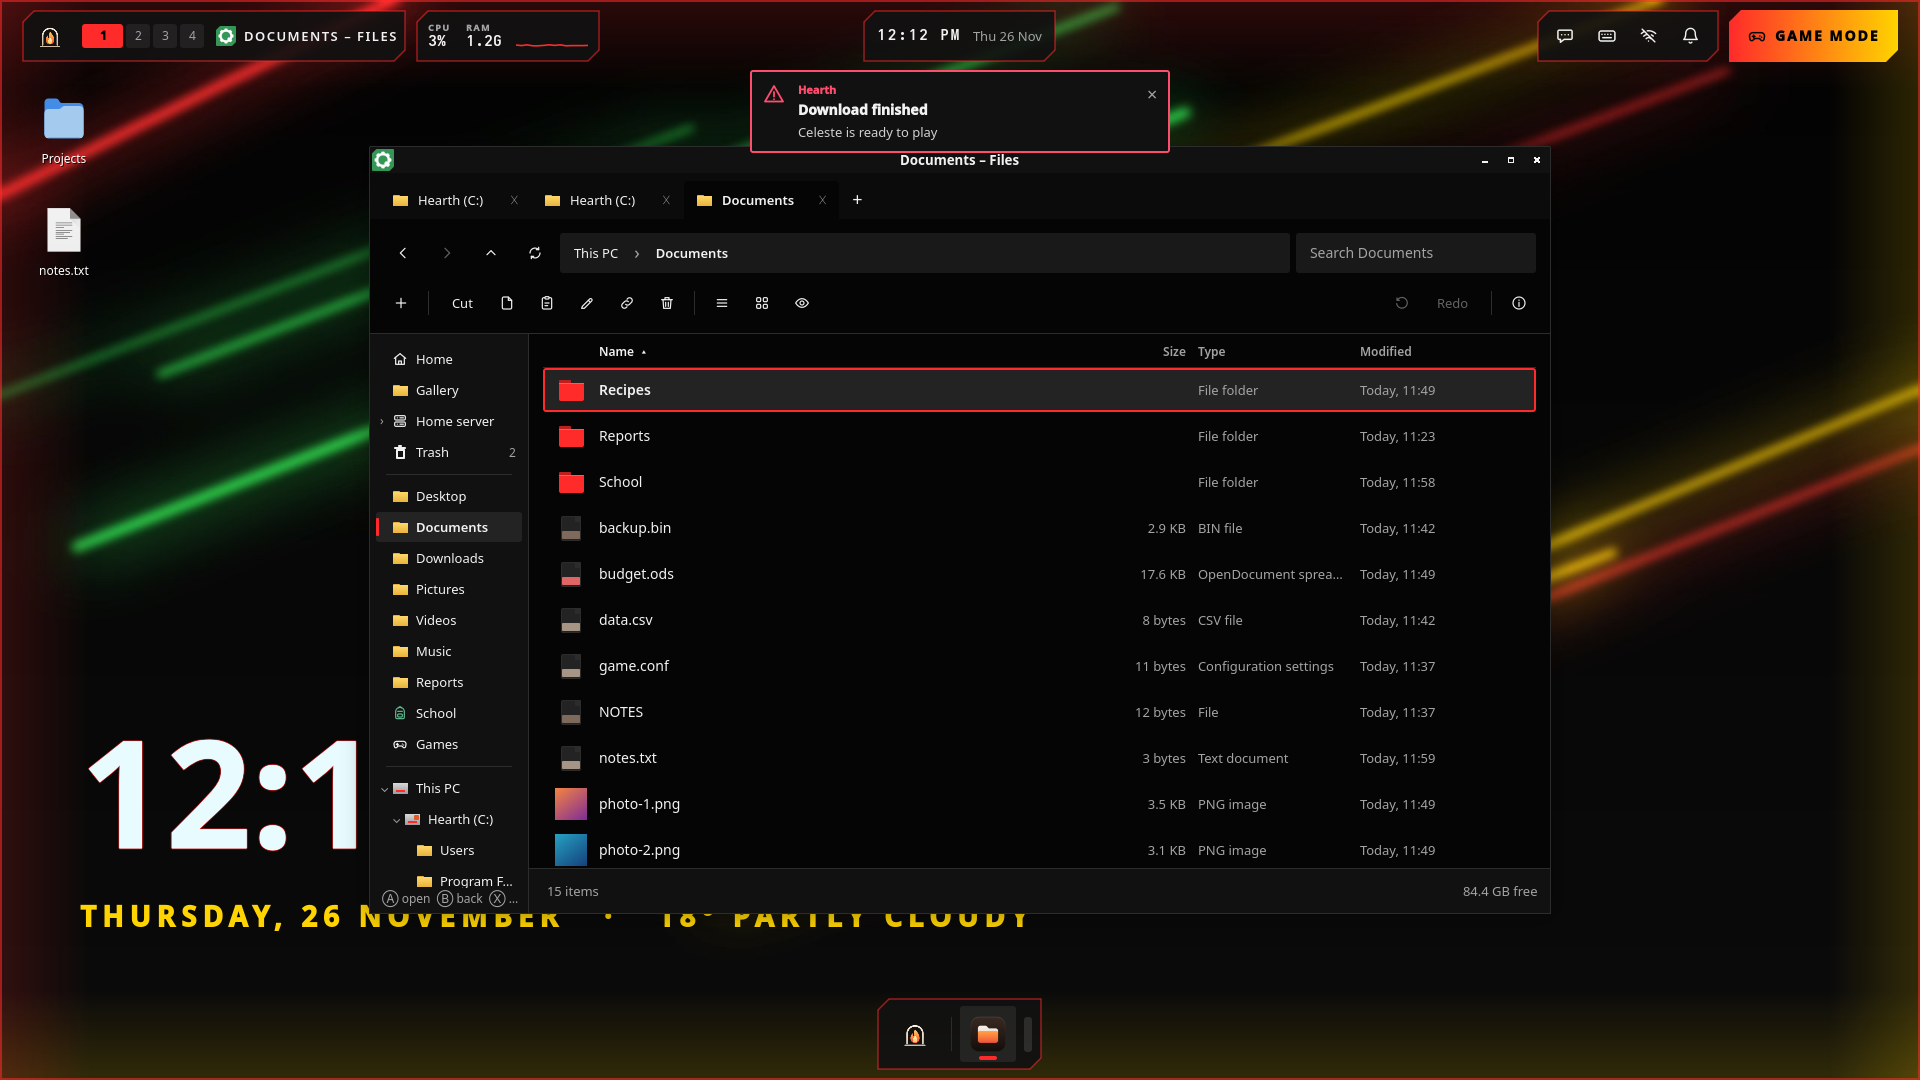 1 2 3 4 DOCUMENTS – FILES
CPU 3%
RAM 1.2G
12:12 PM Thu 26 Nov
GAME MODE
Projects
notes.txt
Hearth
Download finished
Celeste is ready to play
Documents – Files
Hearth (C:) X Hearth (C:) X Documents X +
This PC › Documents
Search Documents
Cut
Redo
Home
Gallery
Home server
Trash 2
Desktop
Documents
Downloads
Pictures
Videos
Music
Reports
School
Games
This PC
Hearth (C:)
Users
Program F...
A open B back X ...
Name Size Type Modified
Recipes File folder Today, 11:49
Reports File folder Today, 11:23
School File folder Today, 11:58
backup.bin 2.9 KB BIN file Today, 11:42
budget.ods 17.6 KB OpenDocument sprea... Today, 11:49
data.csv 8 bytes CSV file Today, 11:42
game.conf 11 bytes Configuration settings Today, 11:37
NOTES 12 bytes File Today, 11:37
notes.txt 3 bytes Text document Today, 11:59
photo-1.png 3.5 KB PNG image Today, 11:49
photo-2.png 3.1 KB PNG image Today, 11:49
15 items 84.4 GB free
12:1
THURSDAY, 26 NOVEMBER · 18° PARTLY CLOUDY